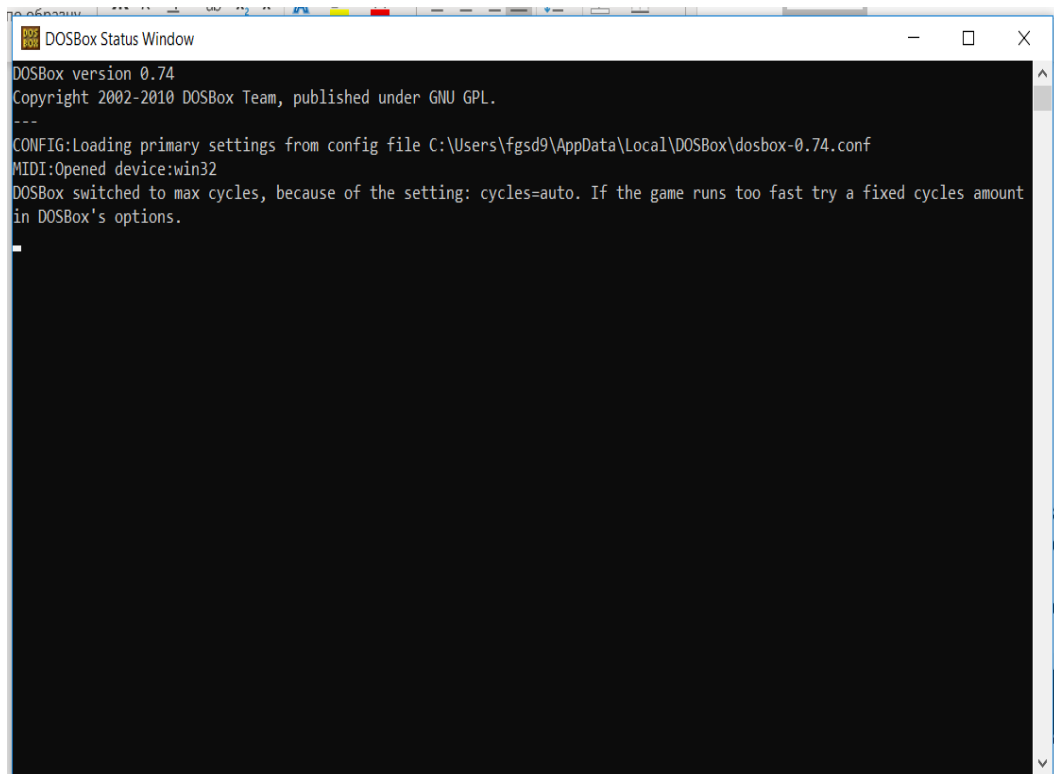 по образцу
DOSBox Status Window
DOSBox version 0.74
Copyright 2002-2010 DOSBox Team, published under GNU GPL.
---
CONFIG:Loading primary settings from config file C:\Users\fgsd9\AppData\Local\DOSBox\dosbox-0.74.conf
MIDI:Opened device:win32
DOSBox switched to max cycles, because of the setting: cycles=auto. If the game runs too fast try a fixed cycles amount
in DOSBox's options.